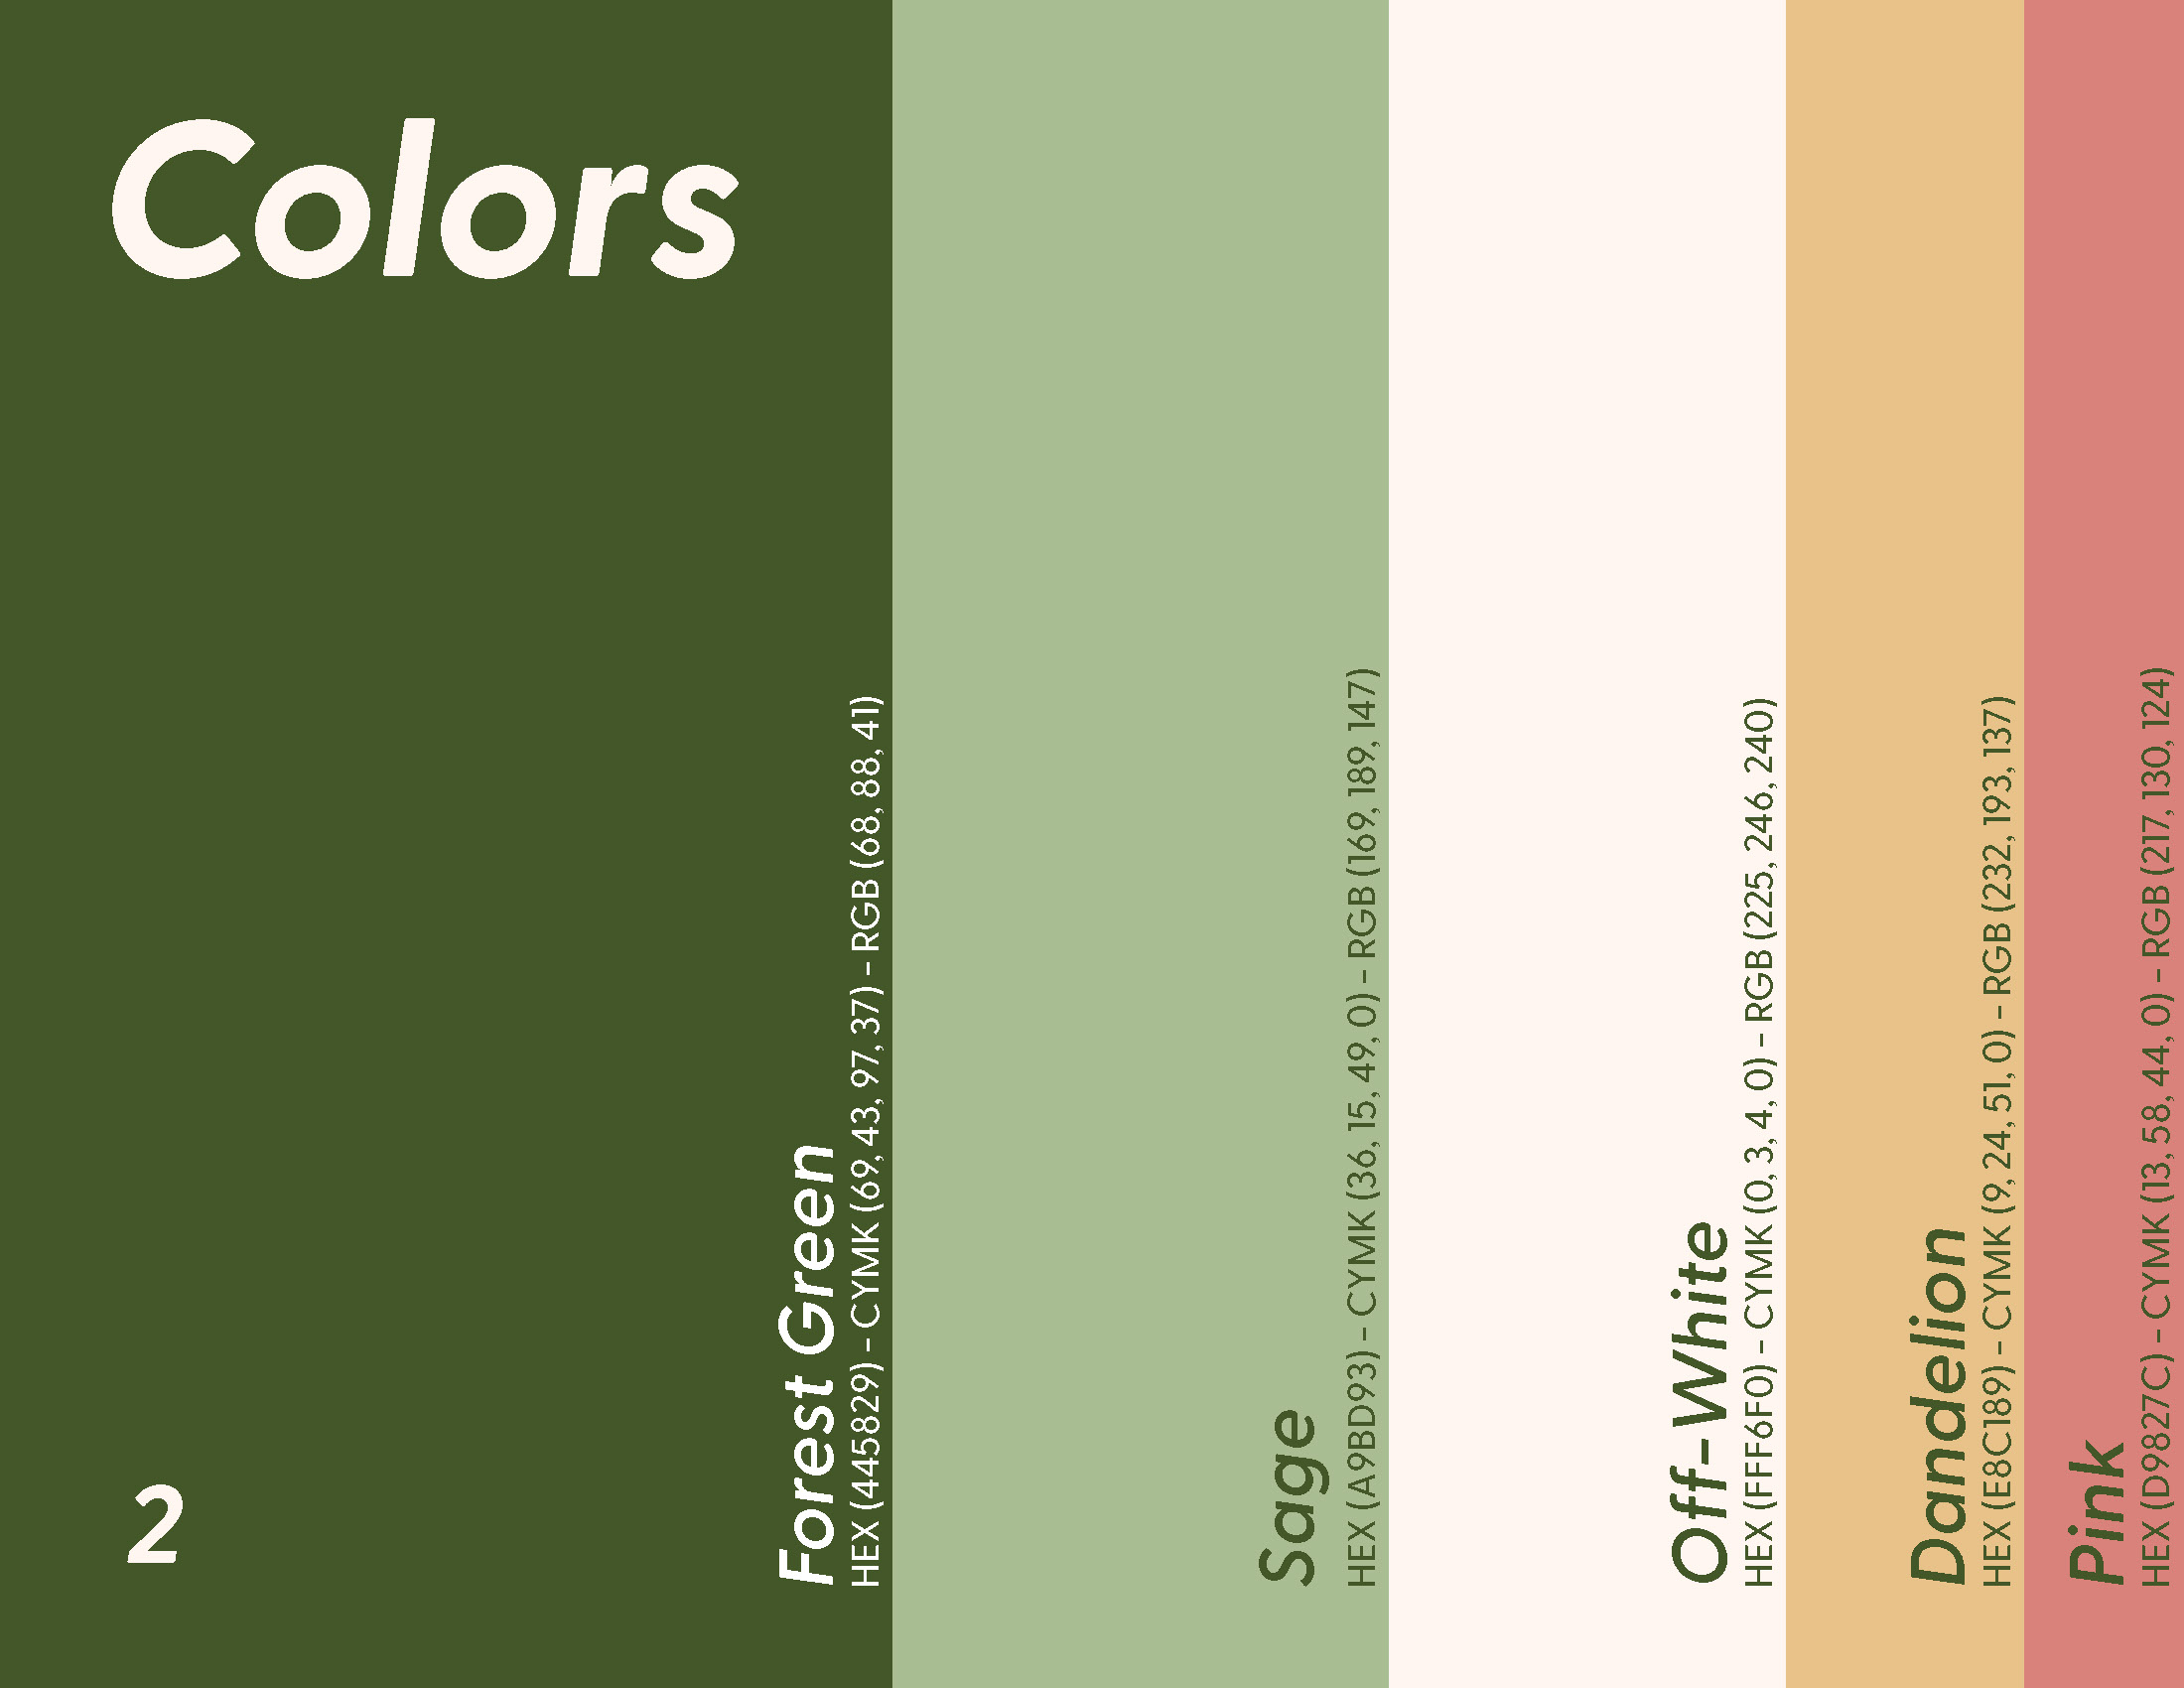 Colors
Forest Green
HEX (445829) – CYMK (69, 43, 97, 37) – RGB (68, 88, 41)
Sage
HEX (A9BD93) – CYMK (36, 15, 49, 0) – RGB (169, 189, 147)
Off-White
HEX (FFF6F0) – CYMK (0, 3, 4, 0) – RGB (225, 246, 240)
Dandelion
HEX (E8C189) – CYMK (9, 24, 51, 0) – RGB (232, 193, 137)
Pink
HEX (D9827C) – CYMK (13, 58, 44, 0) – RGB (217, 130, 124)
2